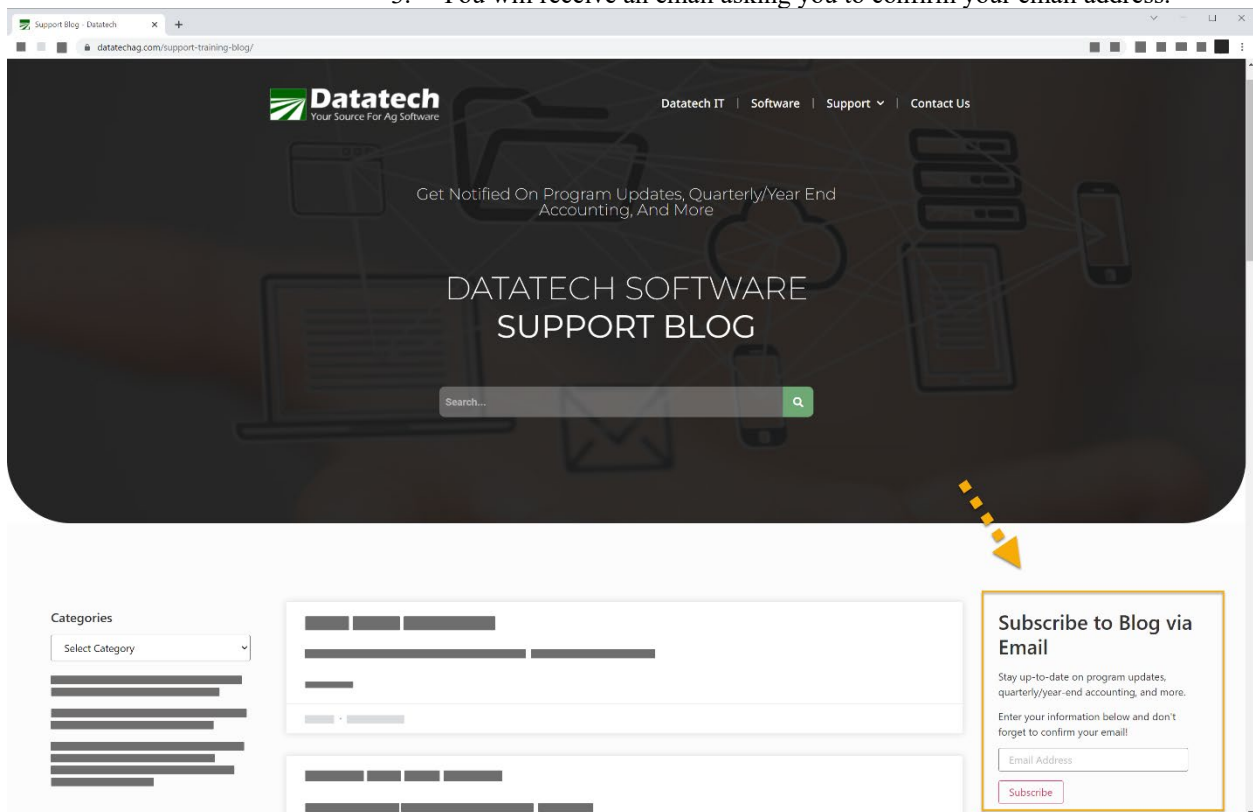 3. You will receive an email asking you to confirm your email address.
Support Blog - Datatech
datatechag.com/support-training-blog/
Datatech
Your Source For Ag Software
Datatech IT | Software | Support | Contact Us
Get Notified On Program Updates, Quarterly/Year End
Accounting, And More
DATATECH SOFTWARE
SUPPORT BLOG
Search...
Categories
Select Category
Subscribe to Blog via
Email
Stay up-to-date on program updates,
quarterly/year-end accounting, and more.
Enter your information below and don't
forget to confirm your email!
Email Address
Subscribe